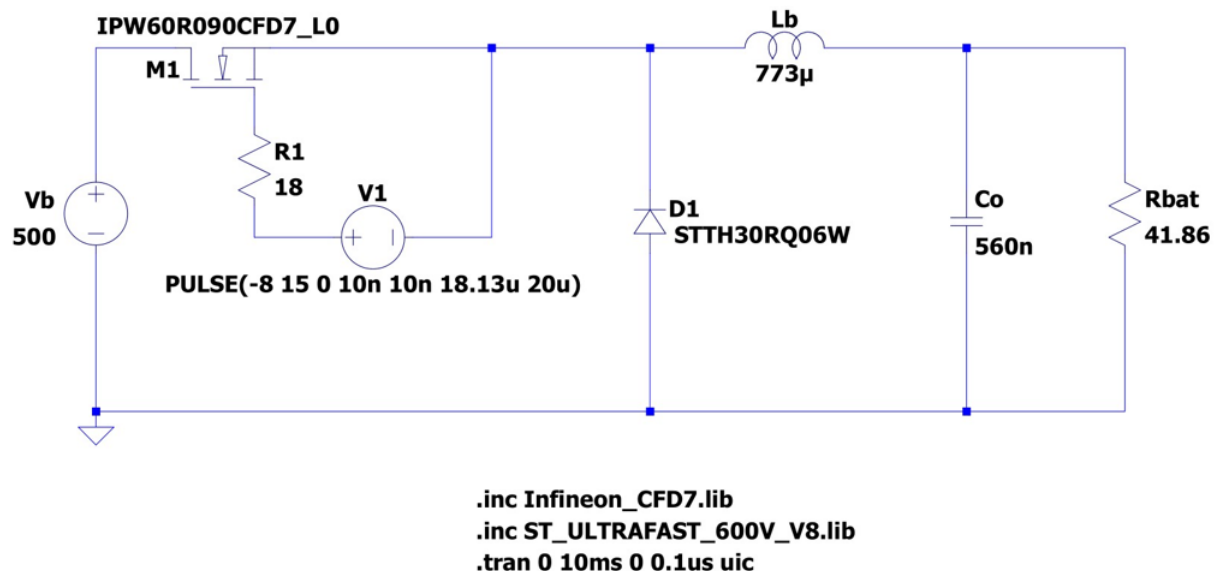 IPW60R090CFD7_L0
M1
Lb
773µ
R1
18
V1
Vb
500
+
−
+
−
PULSE(-8 15 0 10n 10n 18.13u 20u)
D1
STTH30RQ06W
Co
560n
Rbat
41.86
.inc Infineon_CFD7.lib
.inc ST_ULTRAFAST_600V_V8.lib
.tran 0 10ms 0 0.1us uic